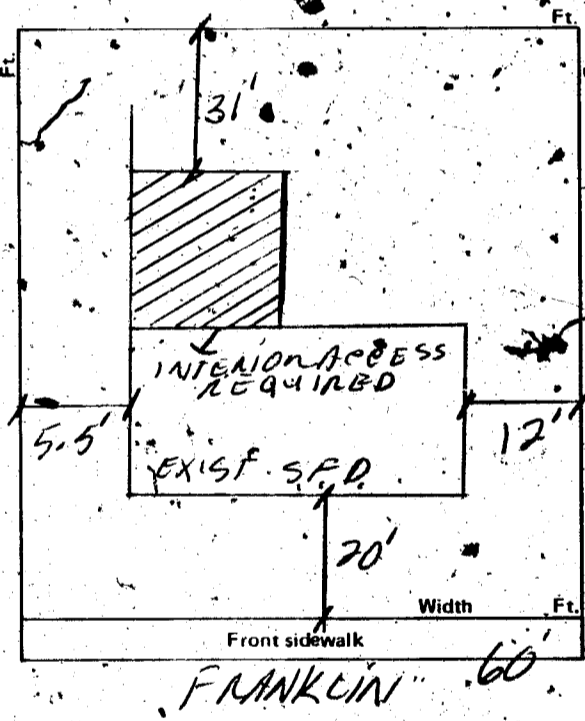 Ft.
Ft.
31'
INTERIOR ACCESS
REQUIRED
5.5'
12'
EXIST. S.F.D.
20'
Width Ft.
Front sidewalk
60'
FRANKLIN